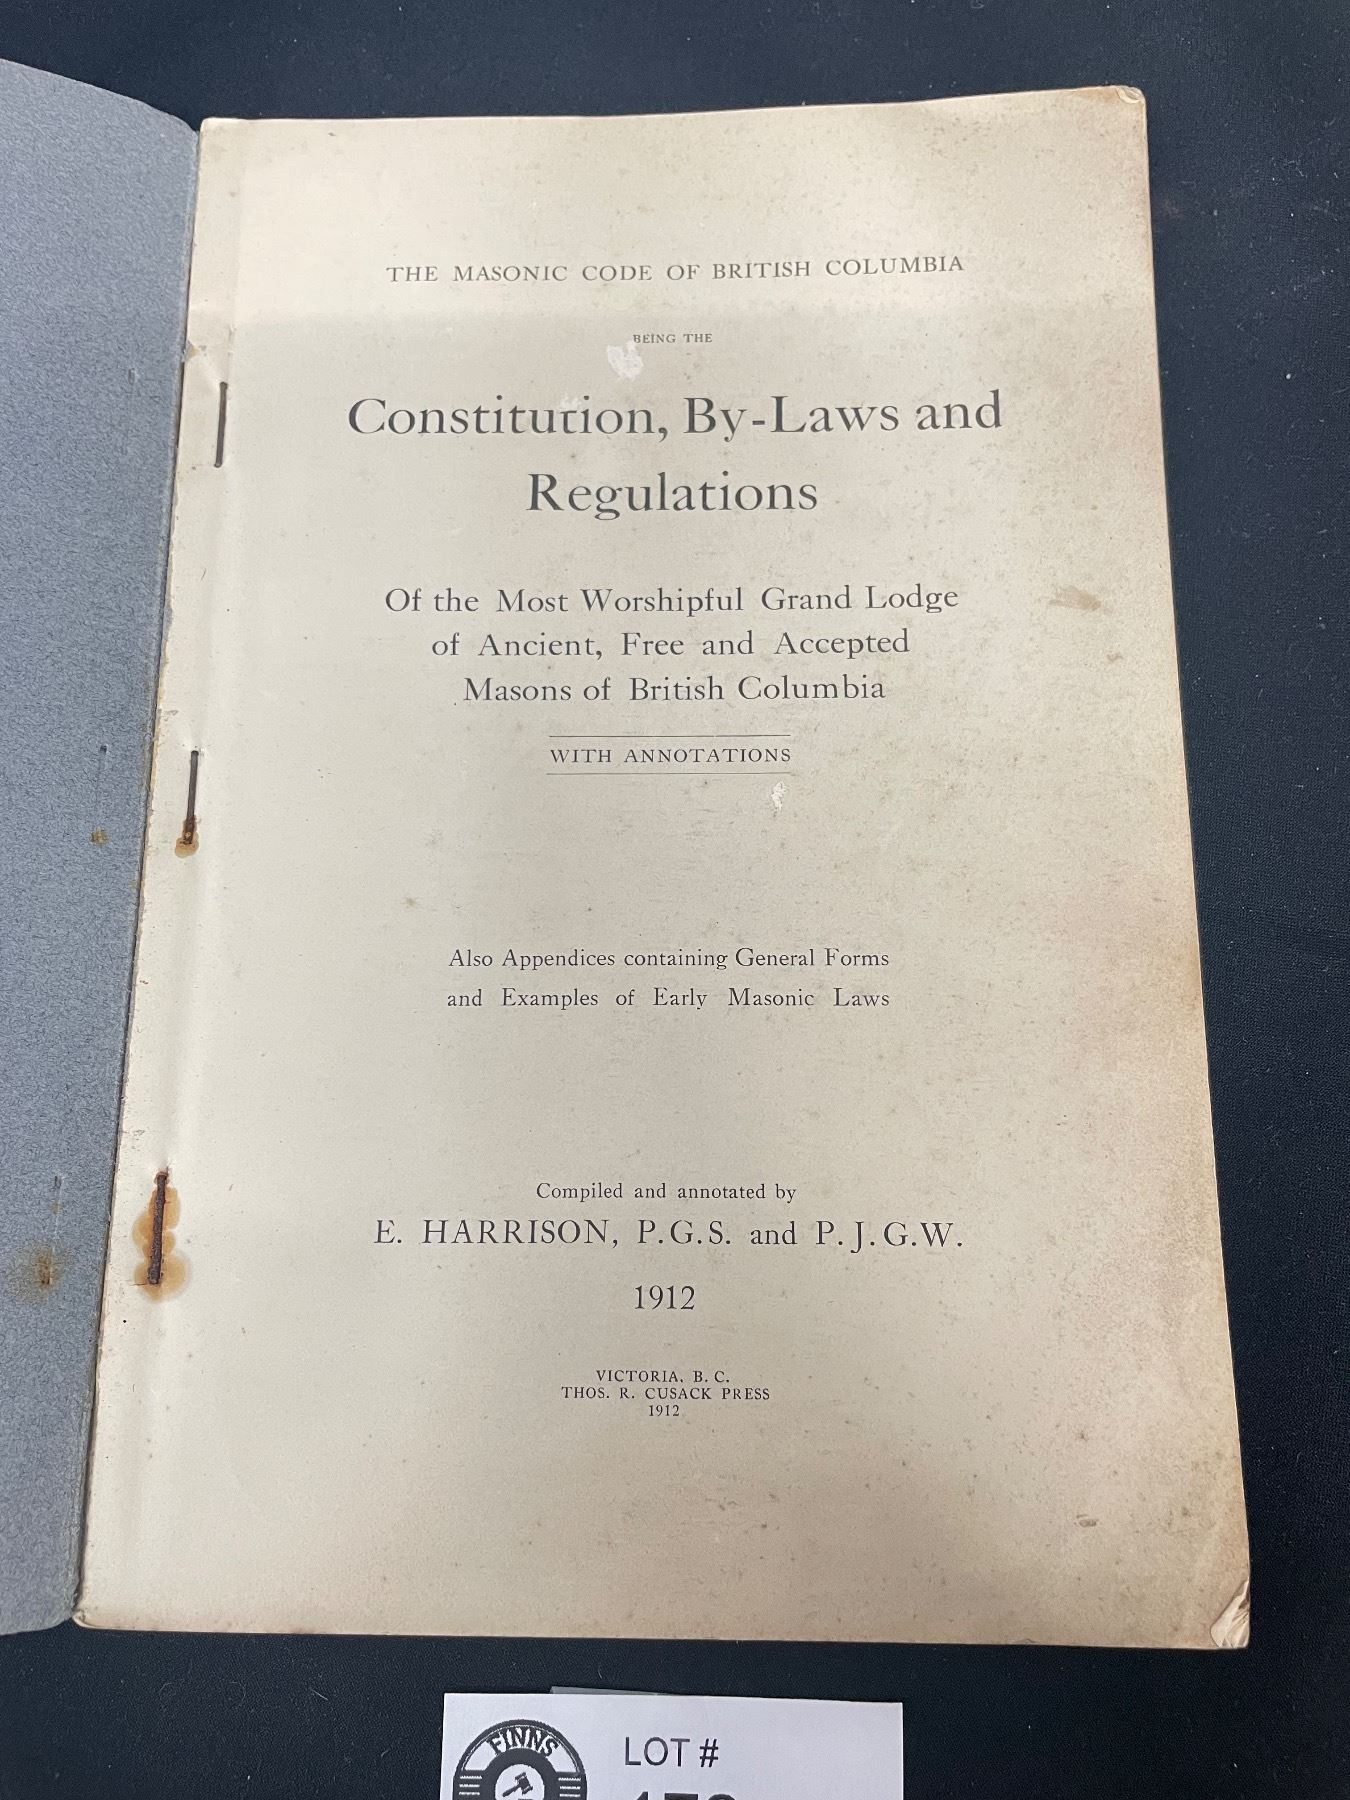 THE MASONIC CODE OF BRITISH COLUMBIA
BEING THE
Constitution, By-Laws and
Regulations
Of the Most Worshipful Grand Lodge
of Ancient, Free and Accepted
Masons of British Columbia
WITH ANNOTATIONS
Also Appendices containing General Forms
and Examples of Early Masonic Laws
Compiled and annotated by
E. HARRISON, P.G.S. and P.J.G.W.
1912
VICTORIA, B. C.
THOS. R. CUSACK PRESS
1912
FINNS
LOT #